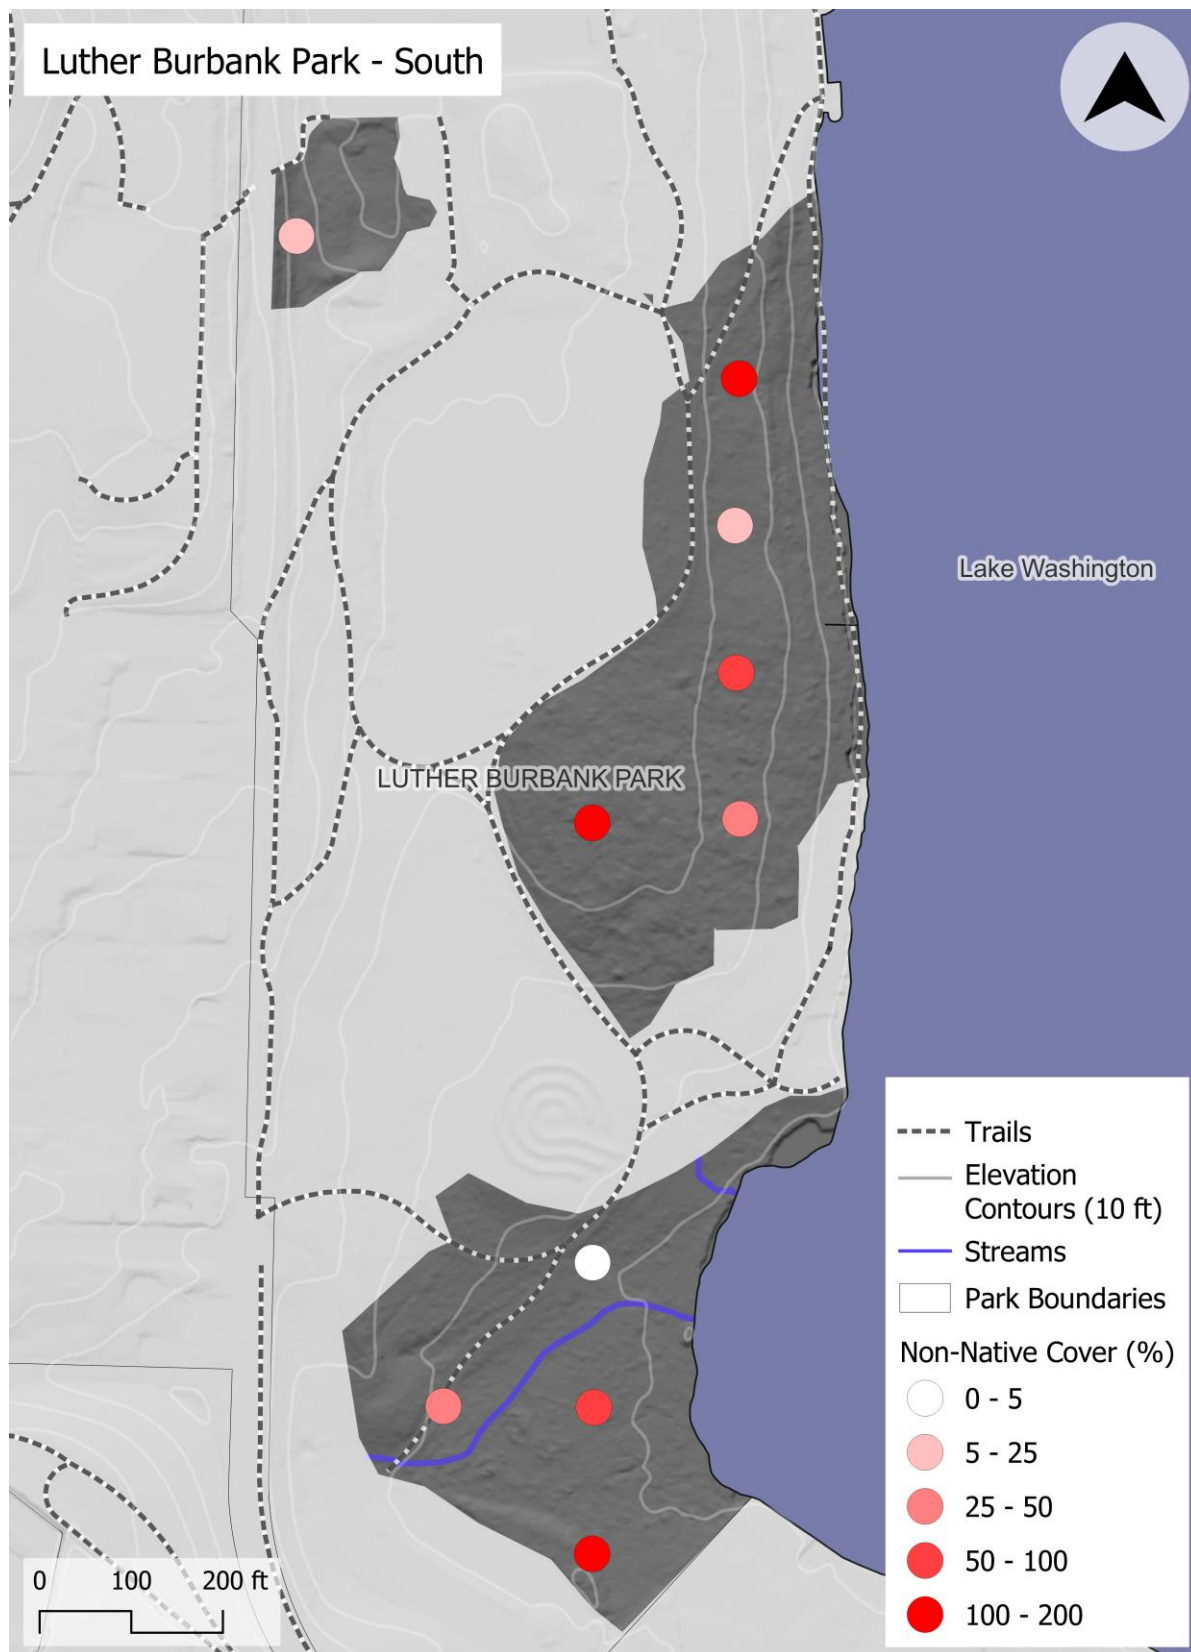 Luther Burbank Park - South
Lake Washington
LUTHER BURBANK PARK
Trails
Elevation
Contours (10 ft)
Streams
Park Boundaries
Non-Native Cover (%)
0 - 5
5 - 25
25 - 50
50 - 100
100 - 200
0 100 200 ft